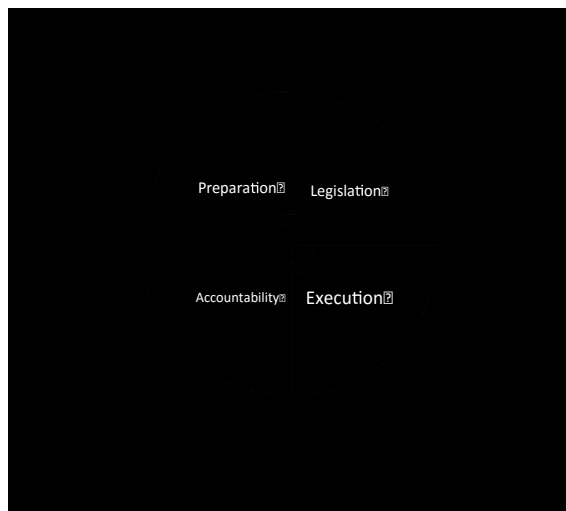 Preparation⍰
Legislation⍰
Accountability⍰
Execution⍰